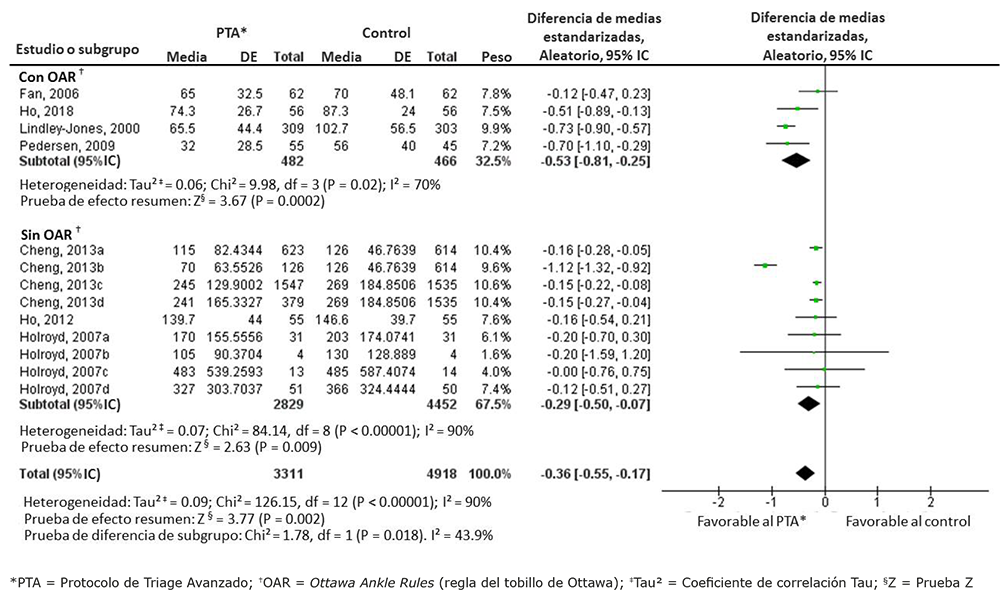 Estudio o subgrupo PTA* Control Peso Diferencia de medias estandarizadas, Aleatorio, 95% IC Diferencia de medias estandarizadas, Aleatorio, 95% IC
Media DE Total Media DE Total
Con OAR†
Fan, 2006 65 32.5 62 70 48.1 62 7.8% -0.12 [-0.47, 0.23]
Ho, 2018 74.3 26.7 56 87.3 24 56 7.6% -0.51 [-0.89, -0.13]
Lindley-Jones, 2000 65.5 44.4 309 102.7 56.5 303 9.9% -0.73 [-0.90, -0.57]
Pedersen, 2009 32 28.5 55 56 40 45 7.2% -0.70 [-1.10, -0.29]
Subtotal (95%IC) 482 466 32.5% -0.53 [-0.81, -0.25]
Heterogeneidad: Tau²‡ = 0.06; Chi² = 9.98, df = 3 (P = 0.02); I² = 70%
Prueba de efecto resumen: Z§ = 3.67 (P = 0.0002)
Sin OAR†
Cheng, 2013a 115 82.4344 623 126 46.7639 614 10.4% -0.16 [-0.28, -0.05]
Cheng, 2013b 70 63.5526 126 126 46.7639 614 9.6% -1.12 [-1.32, -0.92]
Cheng, 2013c 245 129.9002 1547 269 184.8506 1535 10.6% -0.15 [-0.22, -0.08]
Cheng, 2013d 241 165.3327 379 269 184.8506 1535 10.4% -0.15 [-0.27, -0.04]
Ho, 2012 139.7 44 55 146.6 39.7 55 7.6% -0.16 [-0.54, 0.21]
Holroyd, 2007a 170 155.5556 31 203 174.0741 31 6.1% -0.20 [-0.70, 0.30]
Holroyd, 2007b 105 90.3704 4 130 128.889 4 1.6% -0.20 [-1.59, 1.20]
Holroyd, 2007c 483 539.2593 13 485 587.4074 14 4.0% -0.00 [-0.76, 0.75]
Holroyd, 2007d 327 303.7037 51 366 324.4444 50 7.4% -0.12 [-0.51, 0.27]
Subtotal (95%IC) 2829 4452 67.5% -0.29 [-0.50, -0.07]
Heterogeneidad: Tau²‡ = 0.07; Chi² = 84.14, df = 8 (P < 0.00001); I² = 90%
Prueba de efecto resumen: Z§ = 2.63 (P = 0.009)
Total (95%IC) 3311 4918 100.0% -0.36 [-0.55, -0.17]
Heterogeneidad: Tau²‡ = 0.09; Chi² = 126.15, df = 12 (P < 0.00001); I² = 90%
Prueba de efecto resumen: Z§ = 3.77 (P = 0.002)
Prueba de diferencia de subgrupo: Chi² = 1.78, df = 1 (P = 0.018). I² = 43.9%
-2 -1 0 1 2
Favorable al PTA* Favorable al control
*PTA = Protocolo de Triage Avanzado; †OAR = Ottawa Ankle Rules (regla del tobillo de Ottawa); ‡Tau² = Coeficiente de correlación Tau; §Z = Prueba Z